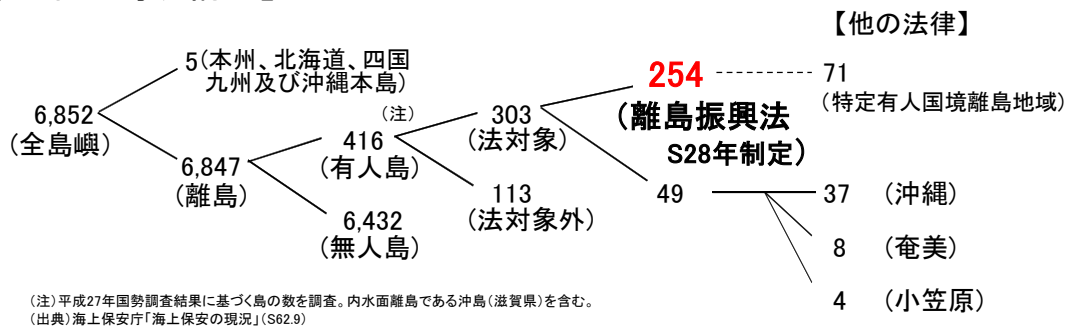 【他の法律】
5(本州、北海道、四国
九州及び沖縄本島)
254
71
(特定有人国境離島地域)
(離島振興法
S28年制定)
6,852
(全島嶼)
(注)
416
(有人島)
303
(法対象)
6,847
(離島)
113
(法対象外)
49
37 (沖縄)
6,432
(無人島)
8 (奄美)
4 (小笠原)
(注)平成27年国勢調査結果に基づく島の数を調査。内水面離島である沖島(滋賀県)を含む。
(出典)海上保安庁「海上保安の現況」(S62.9)